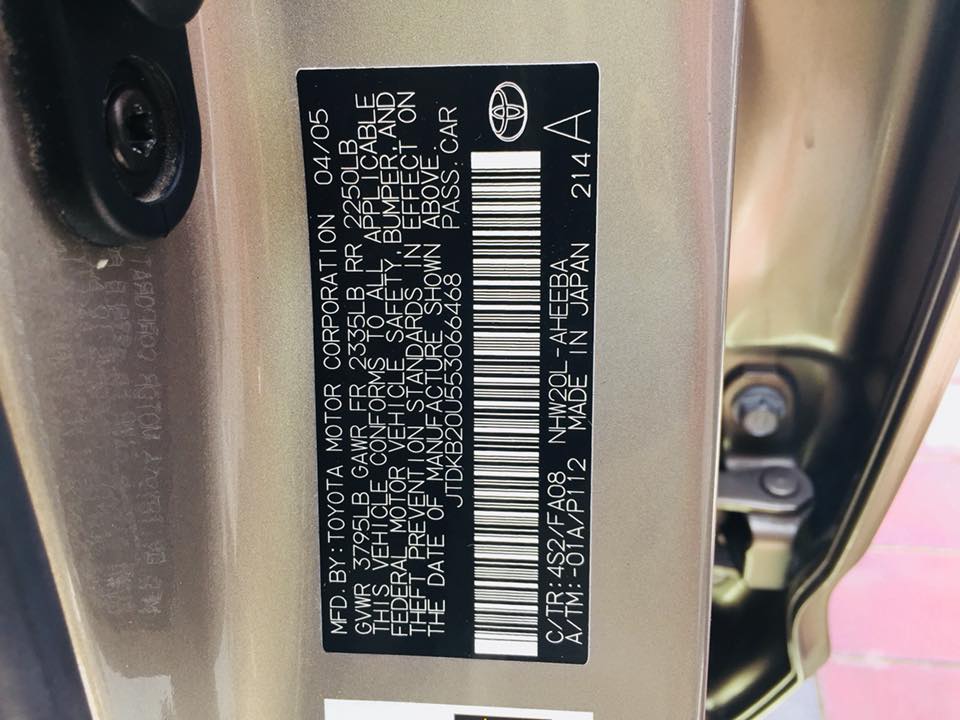 MFD.BY:TOYOTA MOTOR CORPORATION 04/05
GVWR 3795LB GAWR FR 2335LB RR 2250LB
THIS VEHICLE CONFORMS TO ALL APPLICABLE
FEDERAL MOTOR VEHICLE SAFETY,BUMPER,AND
THEFT PREVENTION STANDARDS IN EFFECT ON
THE DATE OF MANUFACTURE SHOWN ABOVE.
JTDKB20U553066468 PASS.CAR
C/TR:4S2/FA08 NHW20L-AHEEBA 214A
A/TM:-01A/P112 MADE IN JAPAN